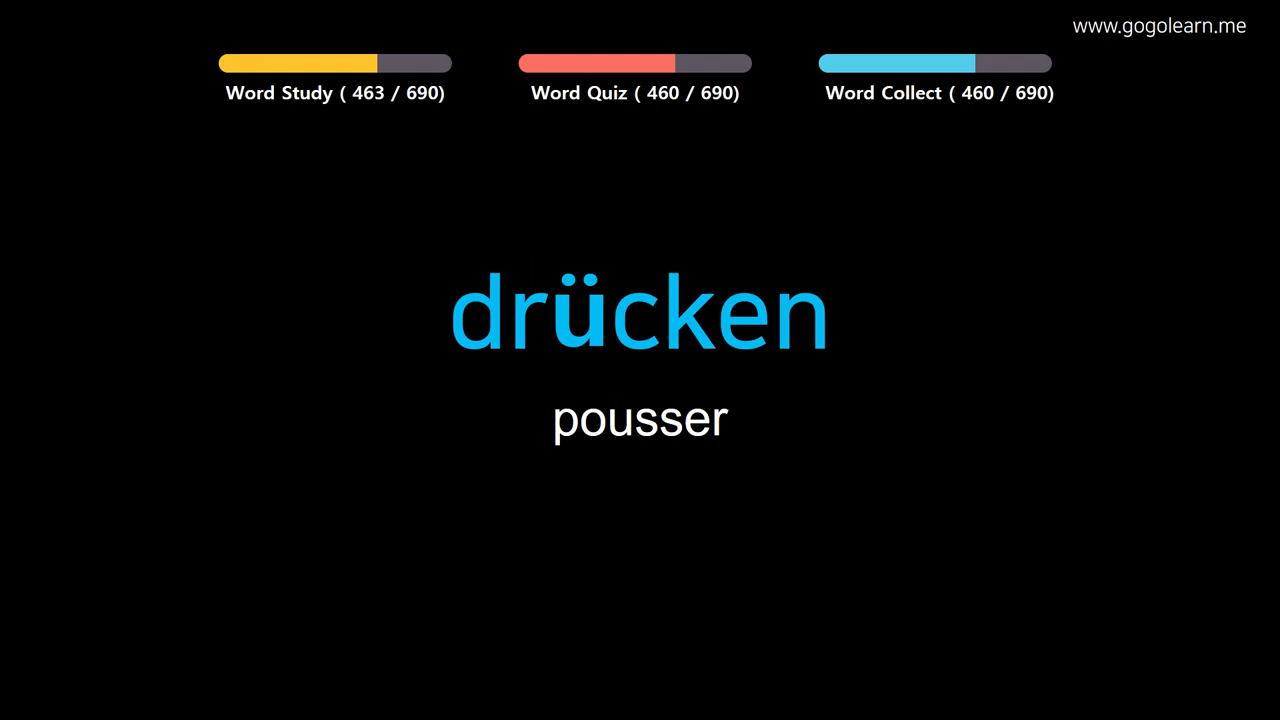 www.gogolearn.me
Word Study ( 463 / 690) Word Quiz ( 460 / 690) Word Collect ( 460 / 690)
drücken
pousser